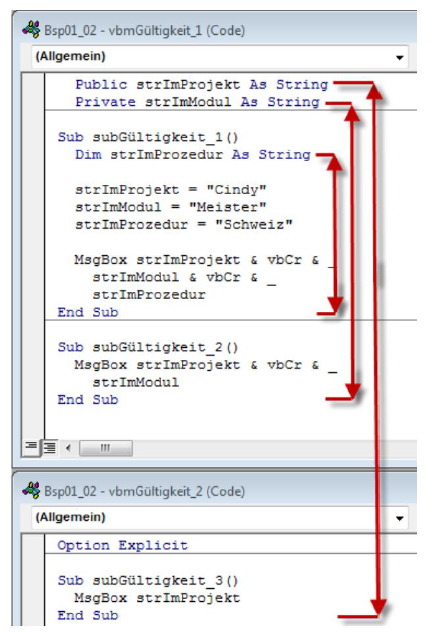 Bsp01_02 - vbmGültigkeit_1 (Code)
(Allgemein)
Public strImProjekt As String
Private strImModul As String
Sub subGültigkeit_1()
Dim strImProzedur As String
strImProjekt = "Cindy"
strImModul = "Meister"
strImProzedur = "Schweiz"
MsgBox strImProjekt & vbCr & _
strImModul & vbCr & _
strImProzedur
End Sub
Sub subGültigkeit_2()
MsgBox strImProjekt & vbCr & _
strImModul
End Sub
Bsp01_02 - vbmGültigkeit_2 (Code)
(Allgemein)
Option Explicit
Sub subGültigkeit_3()
MsgBox strImProjekt
End Sub